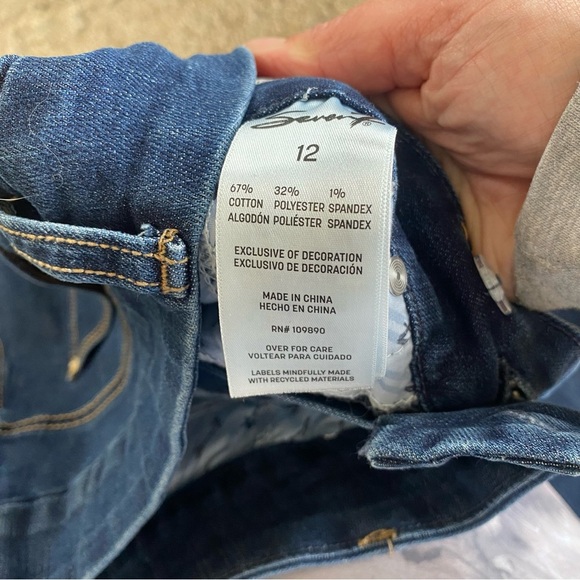 Seven7®
12
67% 32% 1%
COTTON POLYESTER SPANDEX
ALGODÓN POLIÉSTER SPANDEX
EXCLUSIVE OF DECORATION
EXCLUSIVO DE DECORACIÓN
MADE IN CHINA
HECHO EN CHINA
RN# 109890
OVER FOR CARE
VOLTEAR PARA CUIDADO
LABELS MINDFULLY MADE
WITH RECYCLED MATERIALS